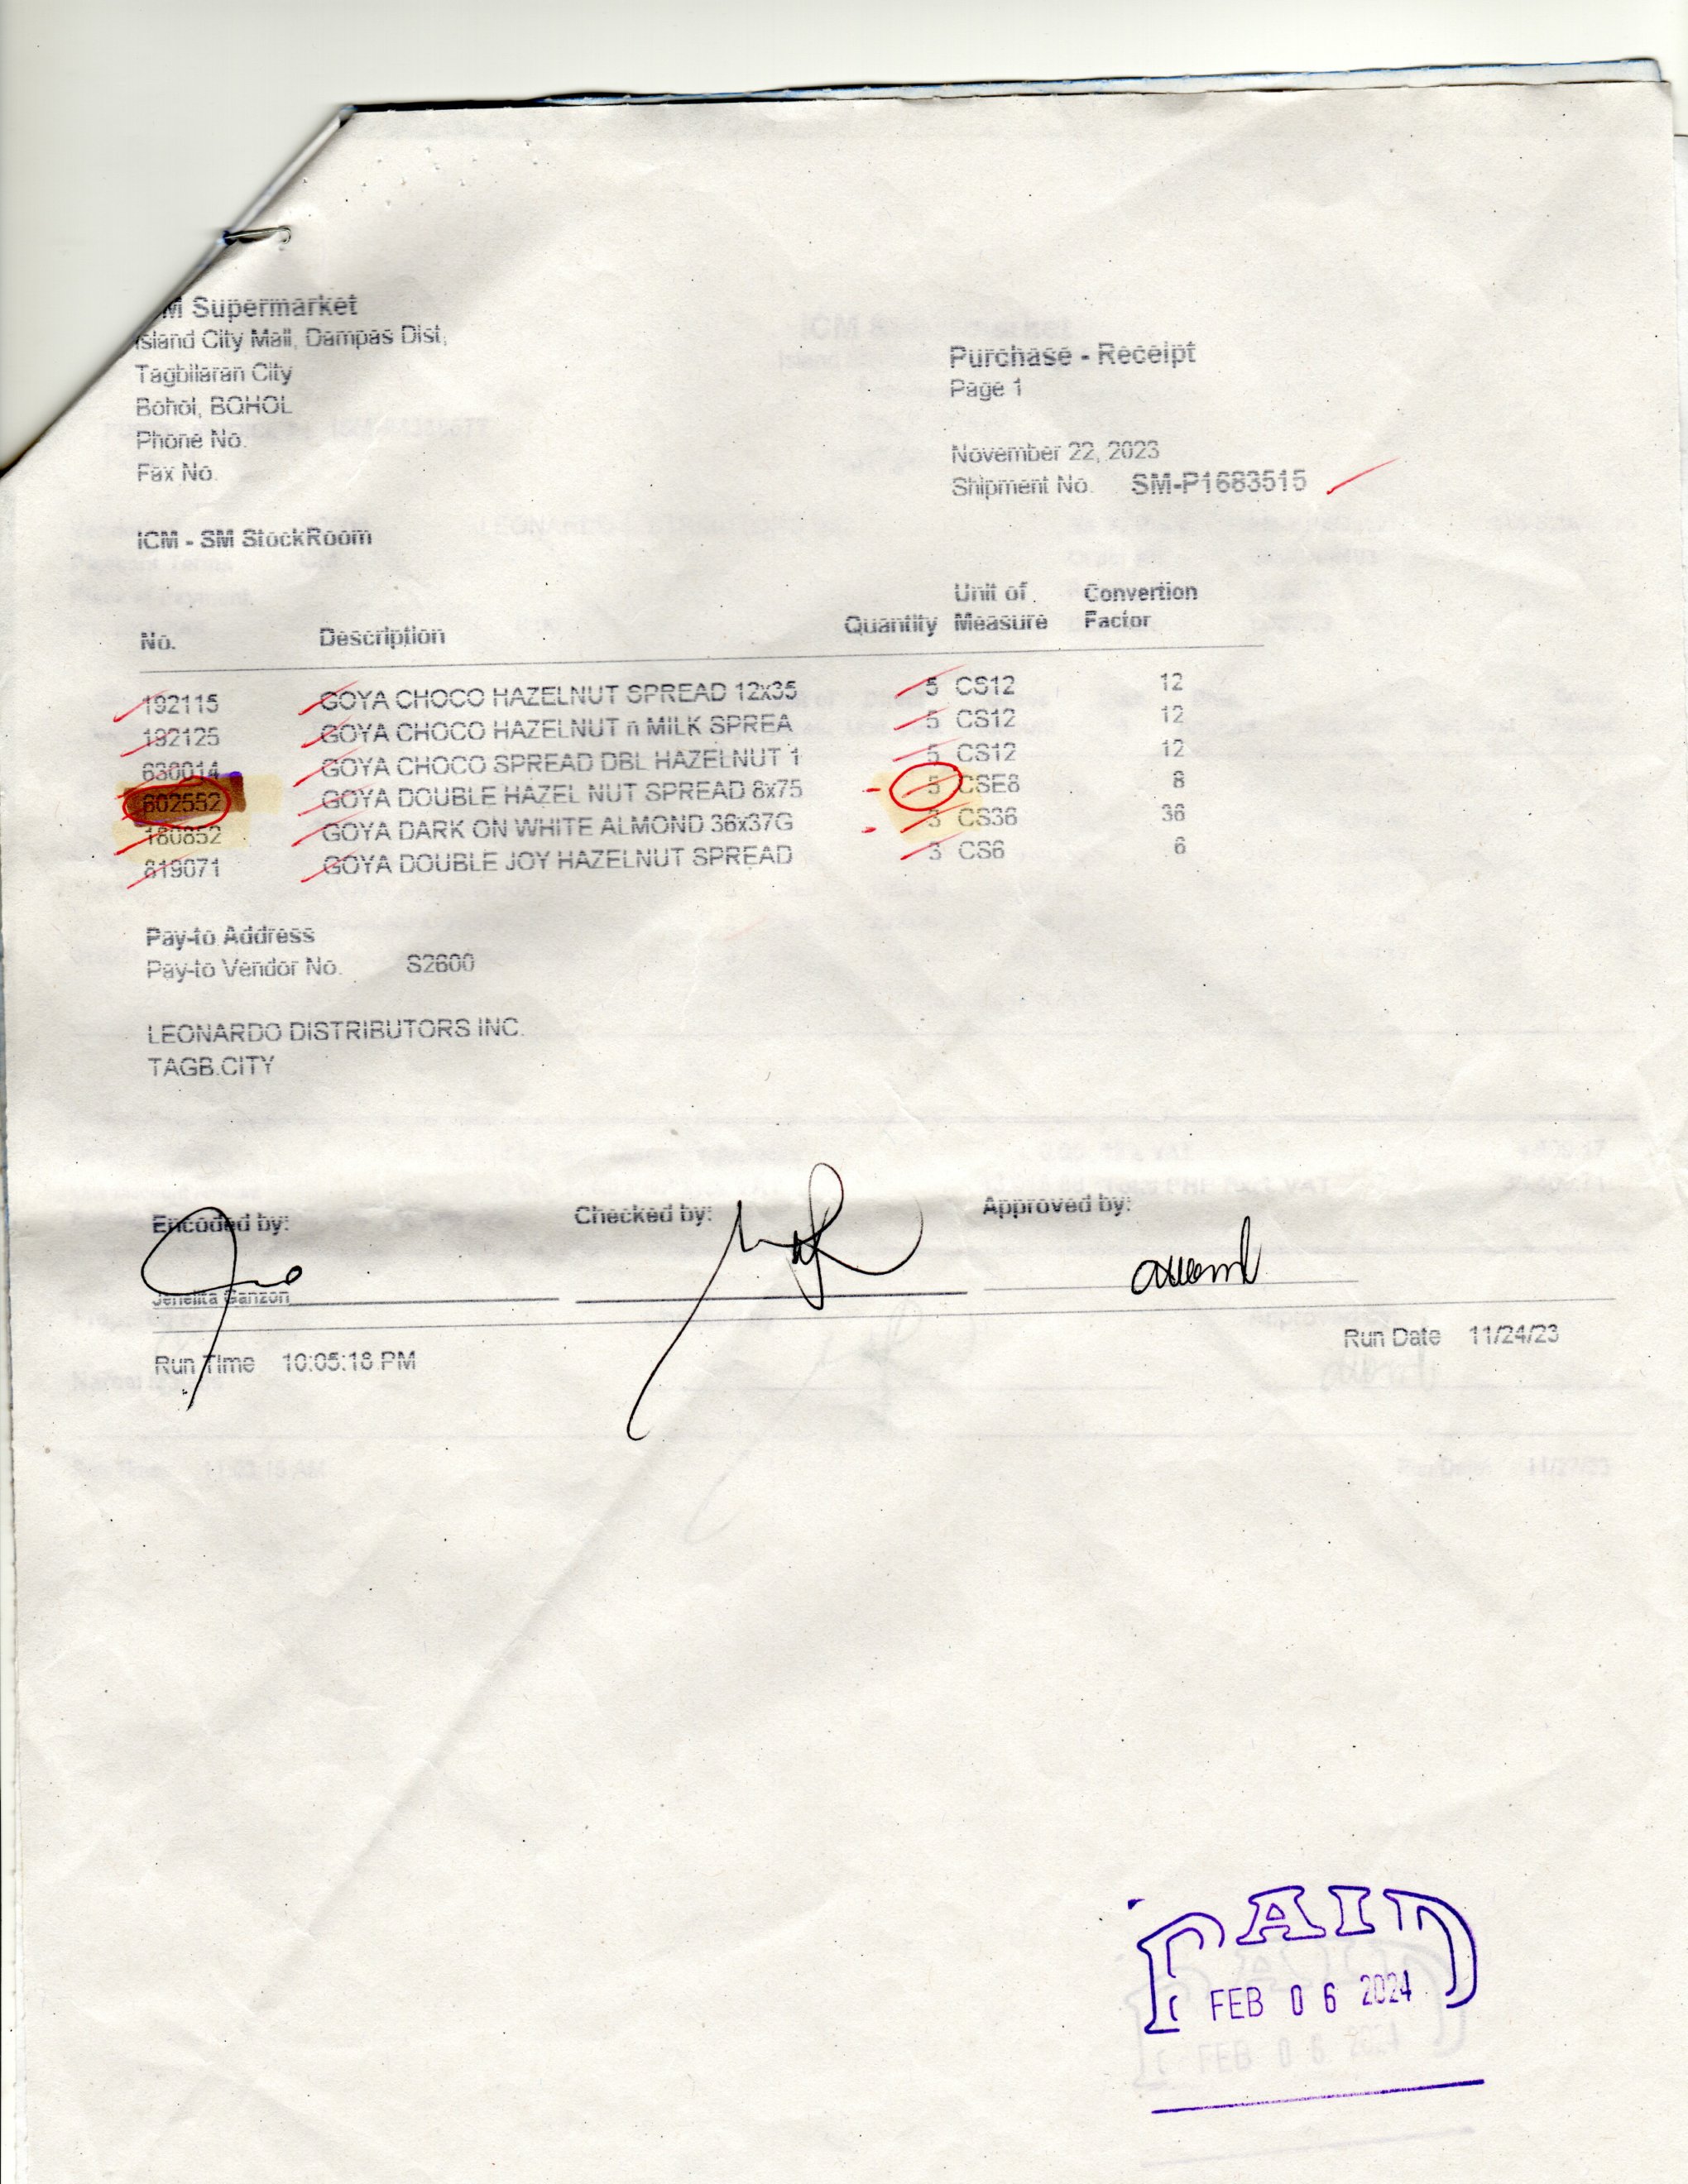 M Supermarket
Island City Mall, Dampas Dist,
Tagbilaran City
Bohol, BOHOL
Phone No.
Fax No.
Purchase - Receipt
Page 1
November 22, 2023
Shipment No. SM-P1683515
ICM - SM StockRoom
No. Description Quantity Unit of Measure Convertion Factor
192115 GOYA CHOCO HAZELNUT SPREAD 12x35 5 CS12 12
192125 GOYA CHOCO HAZELNUT n MILK SPREA 5 CS12 12
630014 GOYA CHOCO SPREAD DBL HAZELNUT 1 5 CS12 12
602552 GOYA DOUBLE HAZEL NUT SPREAD 8x75 5 CSE8 8
180852 GOYA DARK ON WHITE ALMOND 36x37G 3 CS36 36
819071 GOYA DOUBLE JOY HAZELNUT SPREAD 3 CS6 6
Pay-to Address
Pay-to Vendor No. S2600
LEONARDO DISTRIBUTORS INC.
TAGB.CITY
Encoded by: Checked by: Approved by:
Jenelita Ganzon
Run Time 10:05:18 PM Run Date 11/24/23
PAID
FEB 06 2024